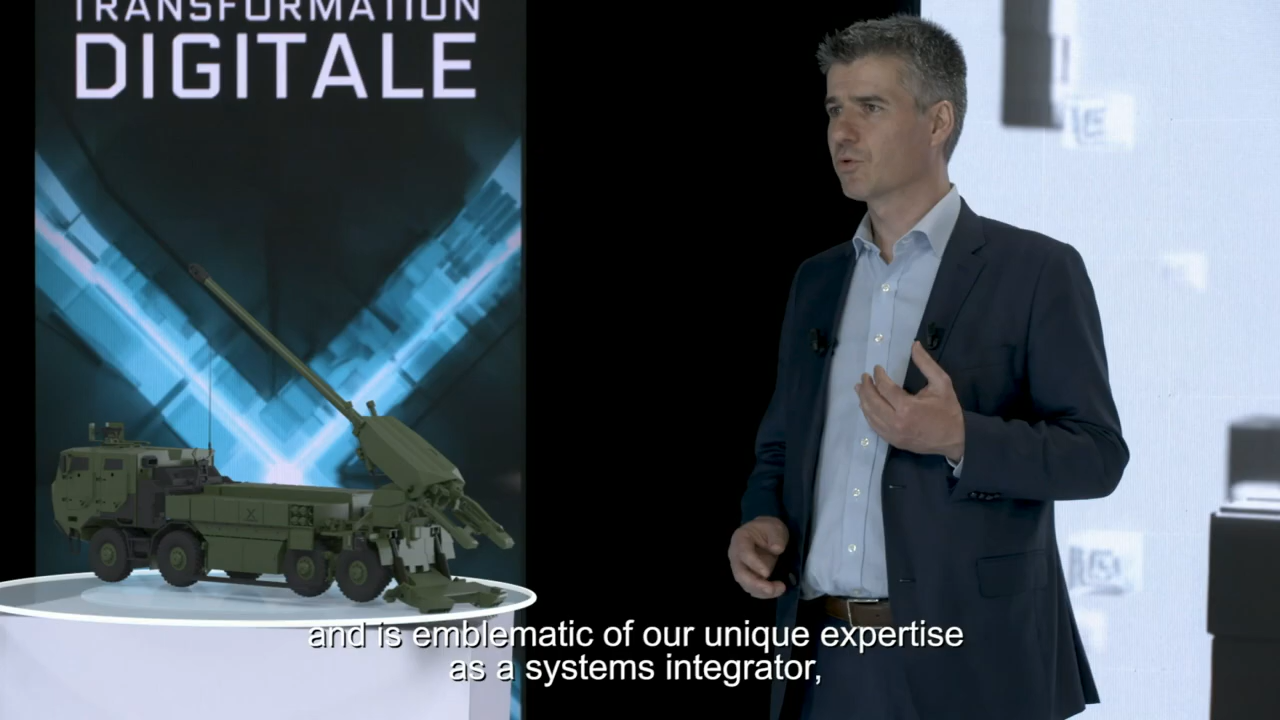 TRANSFORMATION
DIGITALE
and is emblematic of our unique expertise
as a systems integrator,